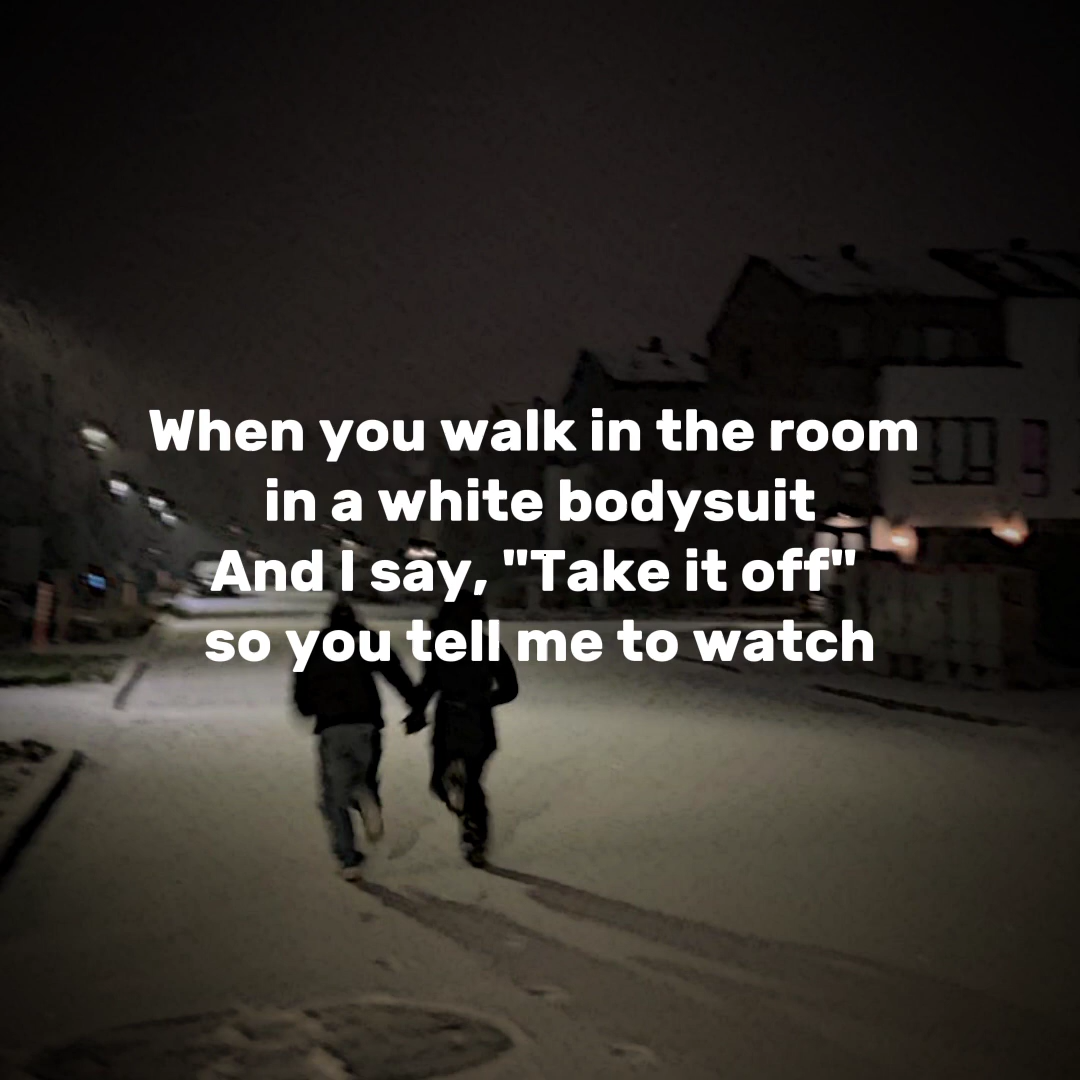 When you walk in the room
in a white bodysuit
And I say, "Take it off"
so you tell me to watch